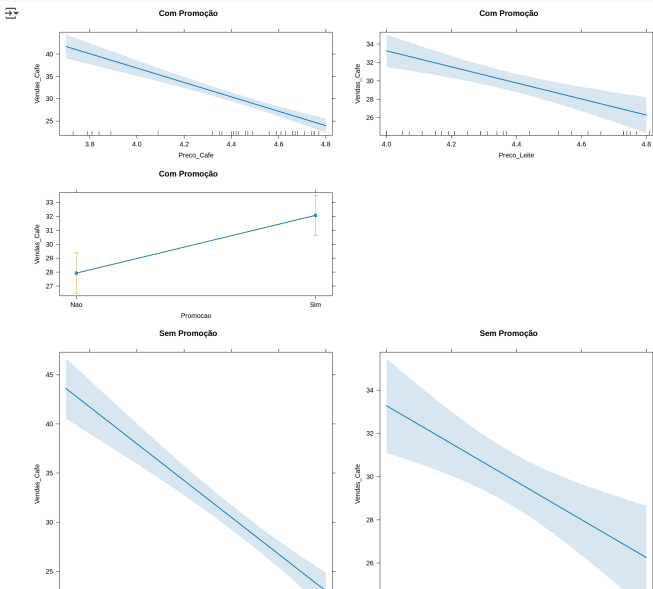 Com Promoção
Vendas_Cafe
40
35
30
25
3.8
4.0
4.2
4.4
4.6
4.8
Preco_Cafe
Com Promoção
Vendas_Cafe
34
32
30
28
26
4.0
4.2
4.4
4.6
4.8
Preco_Leite
Com Promoção
Vendas_Cafe
33
32
31
30
29
28
27
Nao
Sim
Promocao
Sem Promoção
Vendas_Cafe
45
40
35
30
25
Sem Promoção
Vendas_Cafe
34
32
30
28
26